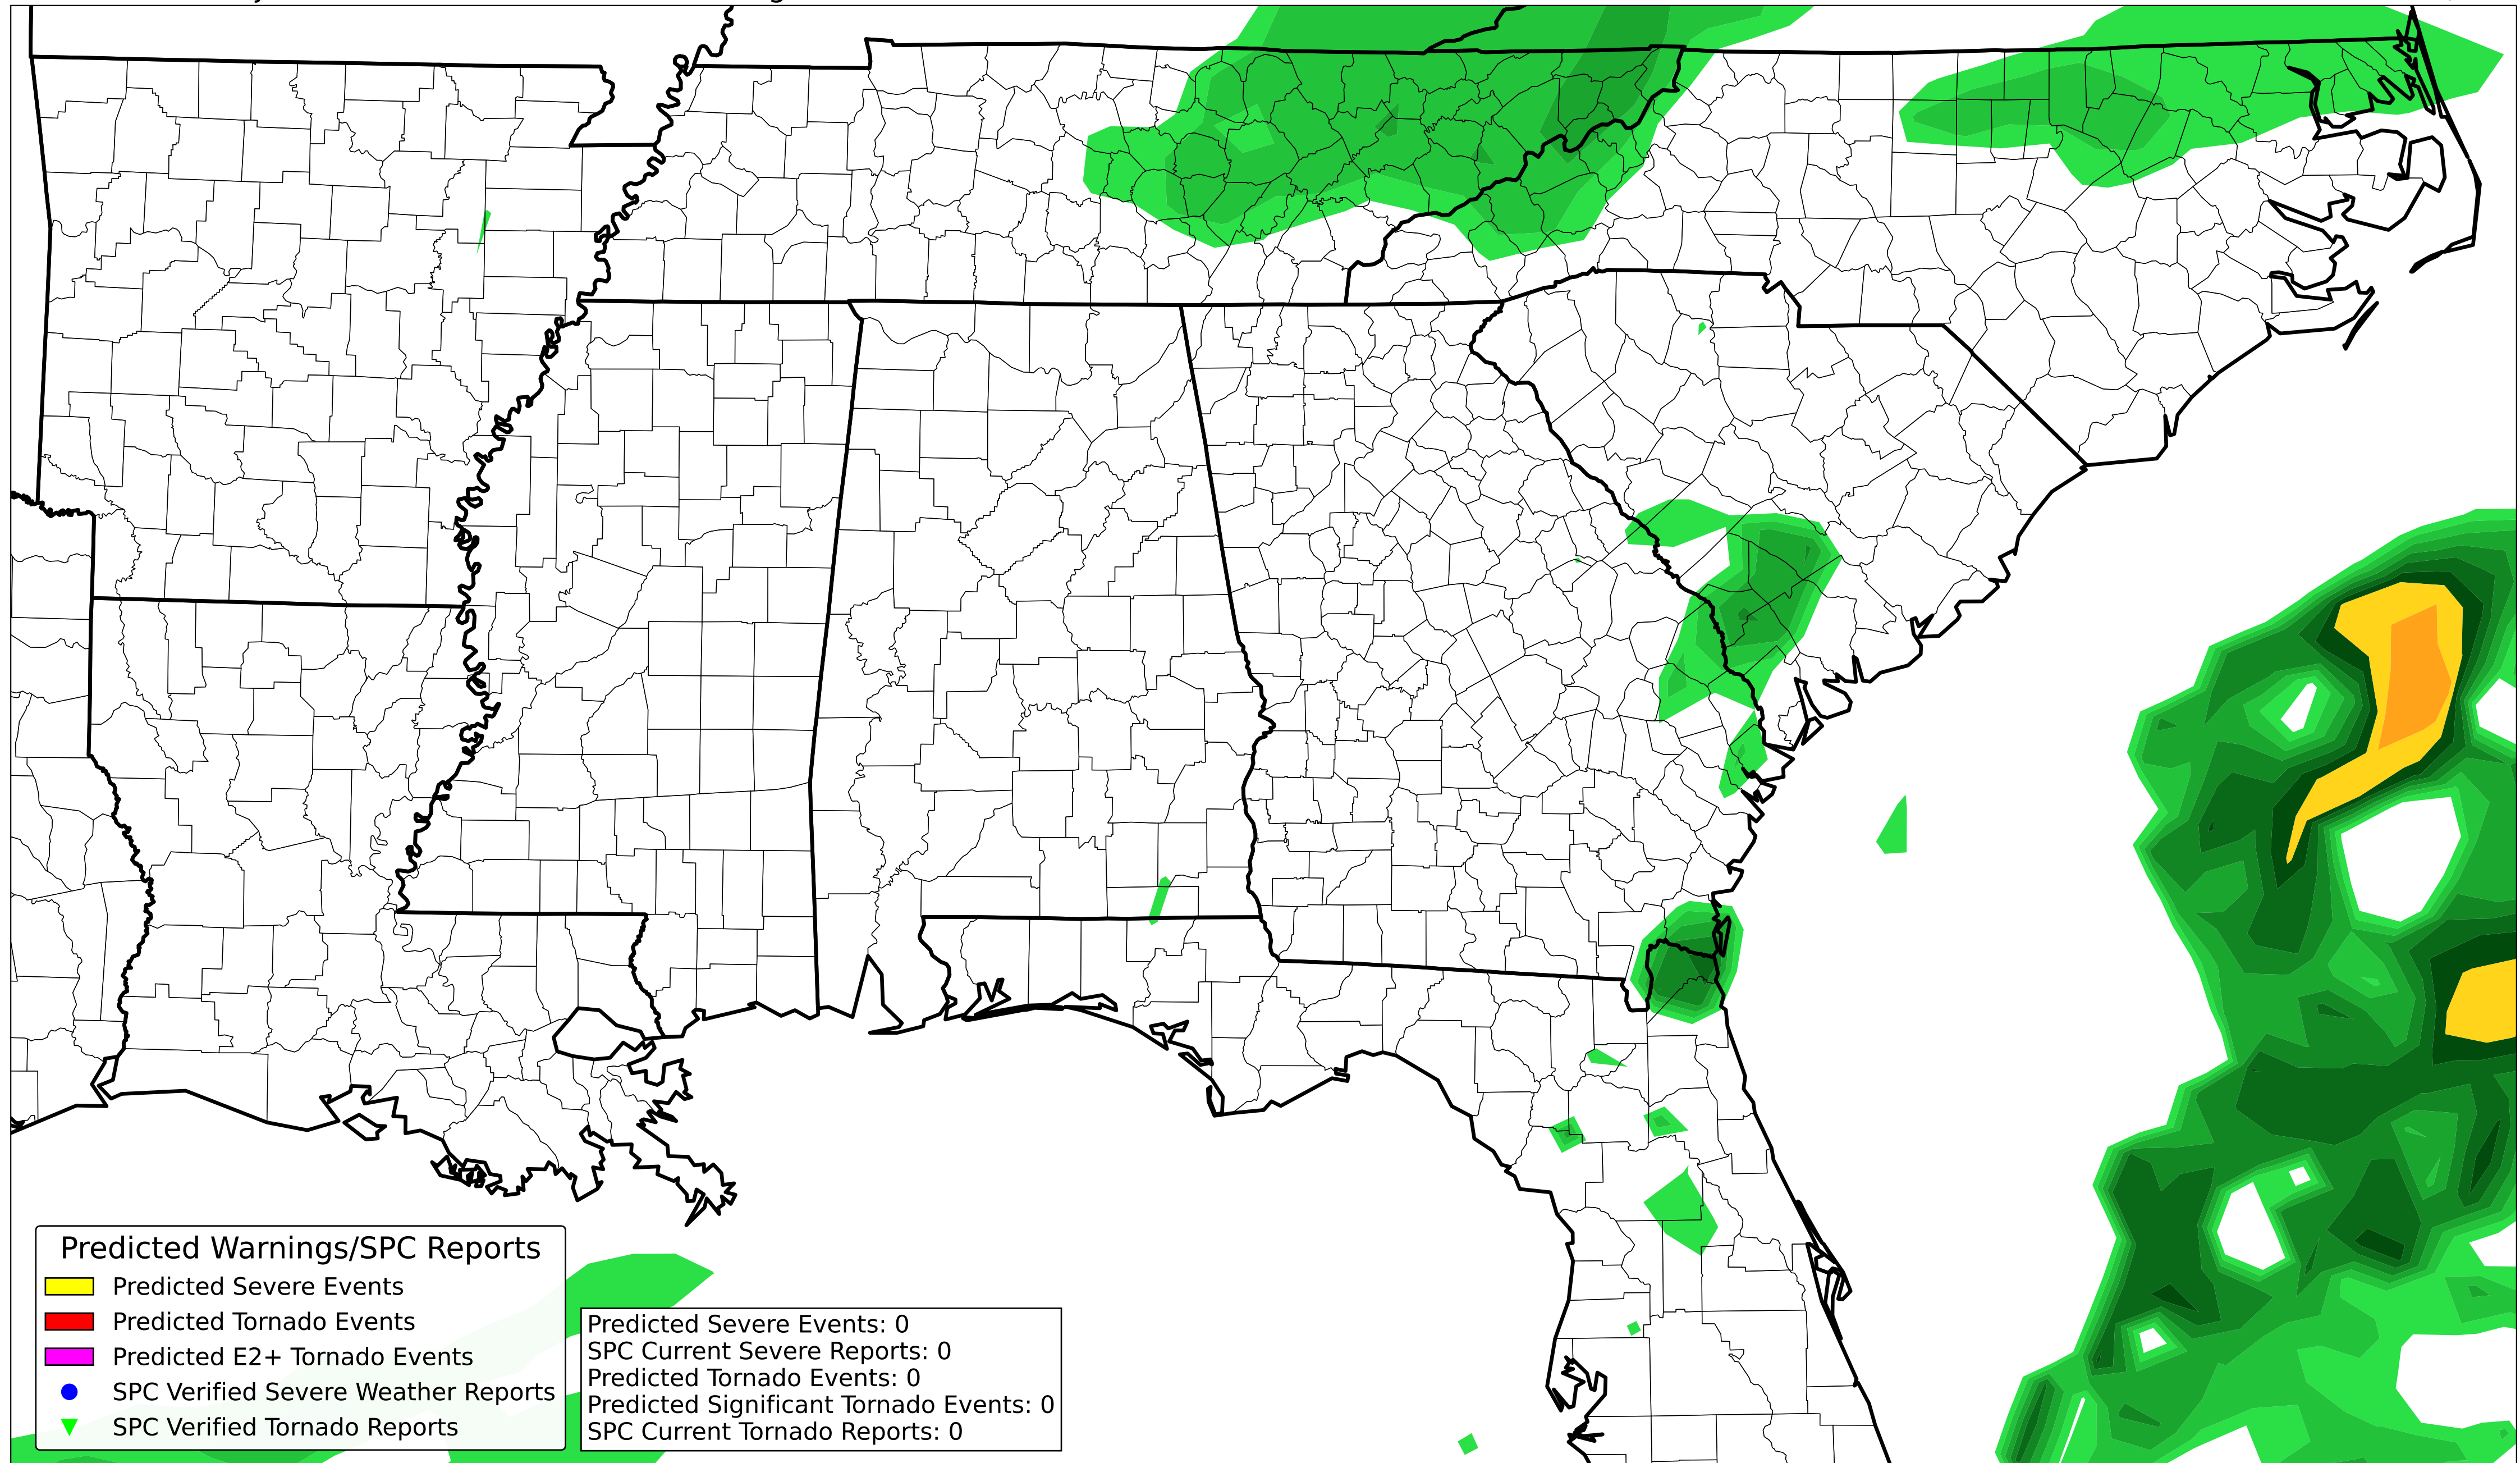 Predicted Warnings/SPC Reports
Predicted Severe Events
Predicted Tornado Events
Predicted E2+ Tornado Events
SPC Verified Severe Weather Reports
SPC Verified Tornado Reports
Predicted Severe Events: 0
SPC Current Severe Reports: 0
Predicted Tornado Events: 0
Predicted Significant Tornado Events: 0
SPC Current Tornado Reports: 0